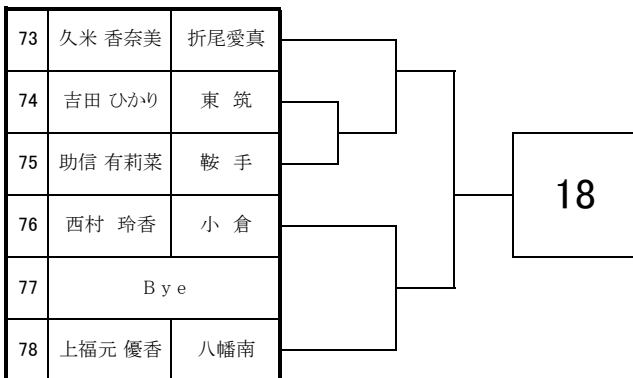 73 久米 香奈美 折尾愛真
74 吉田 ひかり 東 筑
75 助信 有莉菜 鞍 手
76 西村 玲香 小 倉
77 Bye
78 上福元 優香 八幡南
18